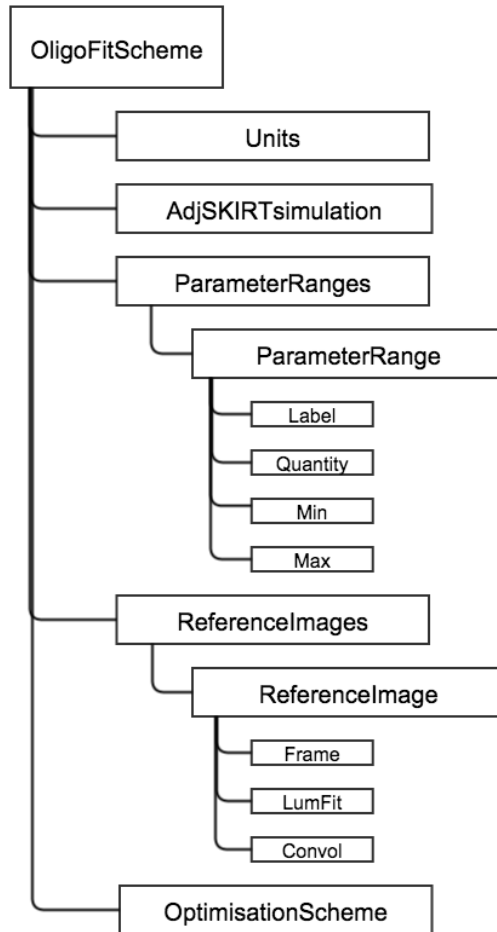 OligoFitScheme
Units
AdjSKIRTsimulation
ParameterRanges
ParameterRange
Label
Quantity
Min
Max
ReferenceImages
ReferenceImage
Frame
LumFit
Convol
OptimisationScheme